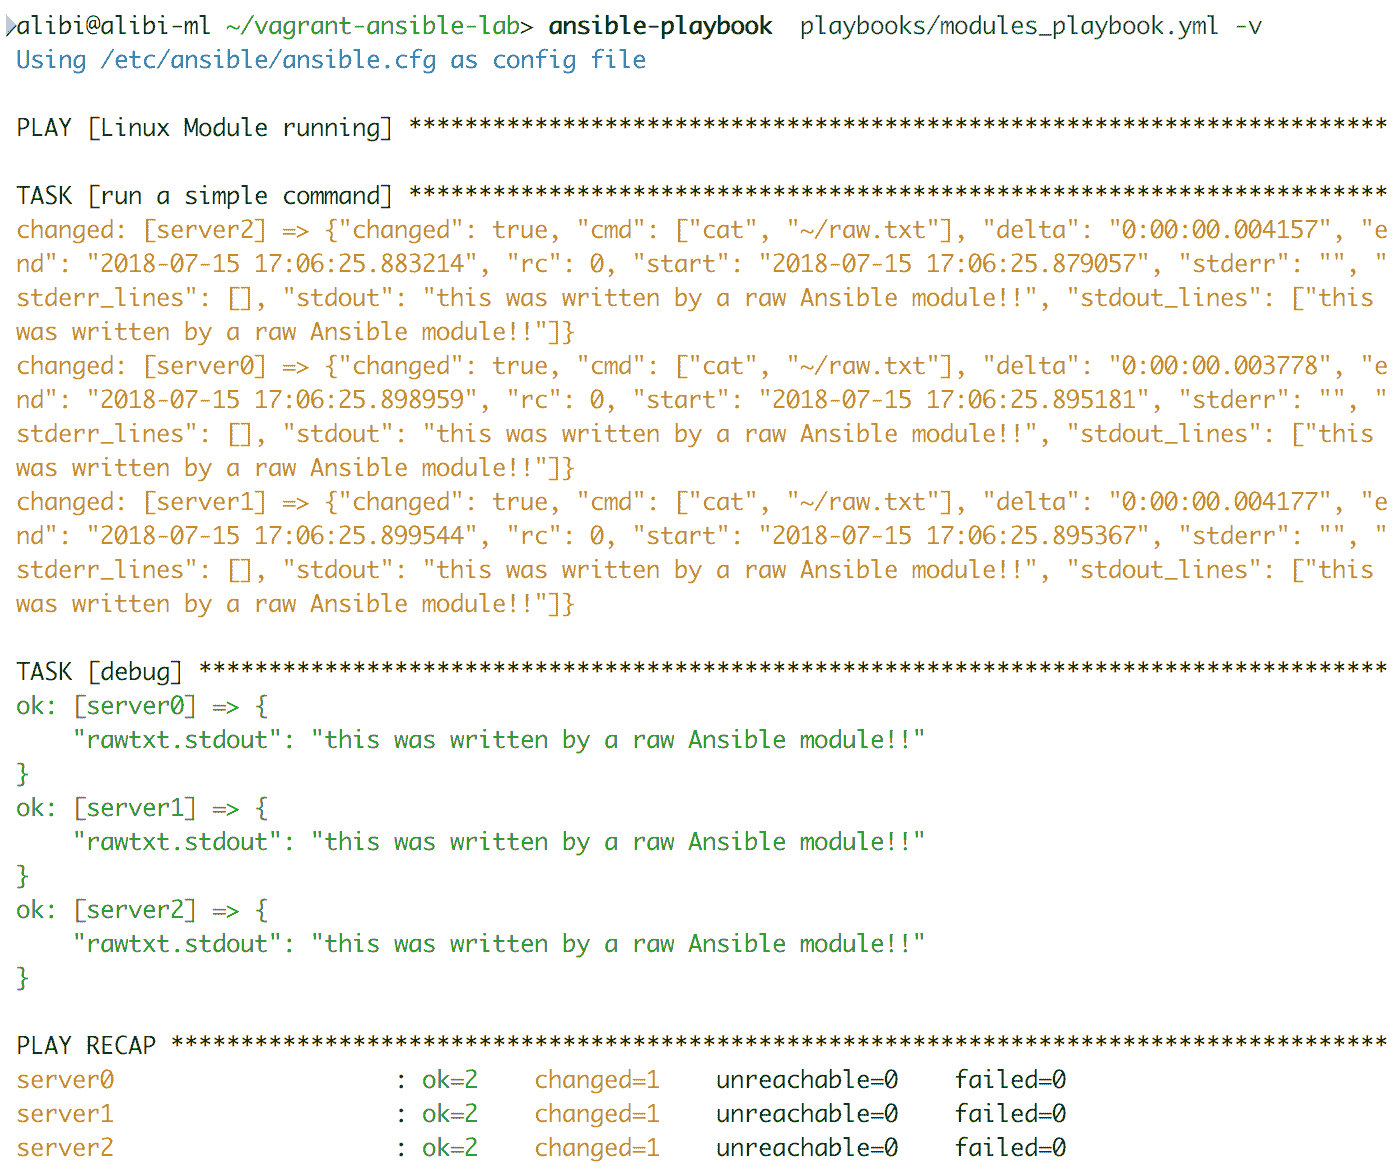 alibi@alibi-ml ~/vagrant-ansible-lab> ansible-playbook  playbooks/modules_playbook.yml -v
Using /etc/ansible/ansible.cfg as config file
PLAY [Linux Module running] **********************************************************************
TASK [run a simple command] **********************************************************************
changed: [server2] => {"changed": true, "cmd": ["cat", "~/raw.txt"], "delta": "0:00:00.004157", "e
nd": "2018-07-15 17:06:25.883214", "rc": 0, "start": "2018-07-15 17:06:25.879057", "stderr": "", "
stderr_lines": [], "stdout": "this was written by a raw Ansible module!!", "stdout_lines": ["this
was written by a raw Ansible module!!"]}
changed: [server0] => {"changed": true, "cmd": ["cat", "~/raw.txt"], "delta": "0:00:00.003778", "e
nd": "2018-07-15 17:06:25.898959", "rc": 0, "start": "2018-07-15 17:06:25.895181", "stderr": "", "
stderr_lines": [], "stdout": "this was written by a raw Ansible module!!", "stdout_lines": ["this
was written by a raw Ansible module!!"]}
changed: [server1] => {"changed": true, "cmd": ["cat", "~/raw.txt"], "delta": "0:00:00.004177", "e
nd": "2018-07-15 17:06:25.899544", "rc": 0, "start": "2018-07-15 17:06:25.895367", "stderr": "", "
stderr_lines": [], "stdout": "this was written by a raw Ansible module!!", "stdout_lines": ["this
was written by a raw Ansible module!!"]}
TASK [debug] *************************************************************************************
ok: [server0] => {
    "rawtxt.stdout": "this was written by a raw Ansible module!!"
}
ok: [server1] => {
    "rawtxt.stdout": "this was written by a raw Ansible module!!"
}
ok: [server2] => {
    "rawtxt.stdout": "this was written by a raw Ansible module!!"
}
PLAY RECAP ***************************************************************************************
server0                    : ok=2    changed=1    unreachable=0    failed=0
server1                    : ok=2    changed=1    unreachable=0    failed=0
server2                    : ok=2    changed=1    unreachable=0    failed=0